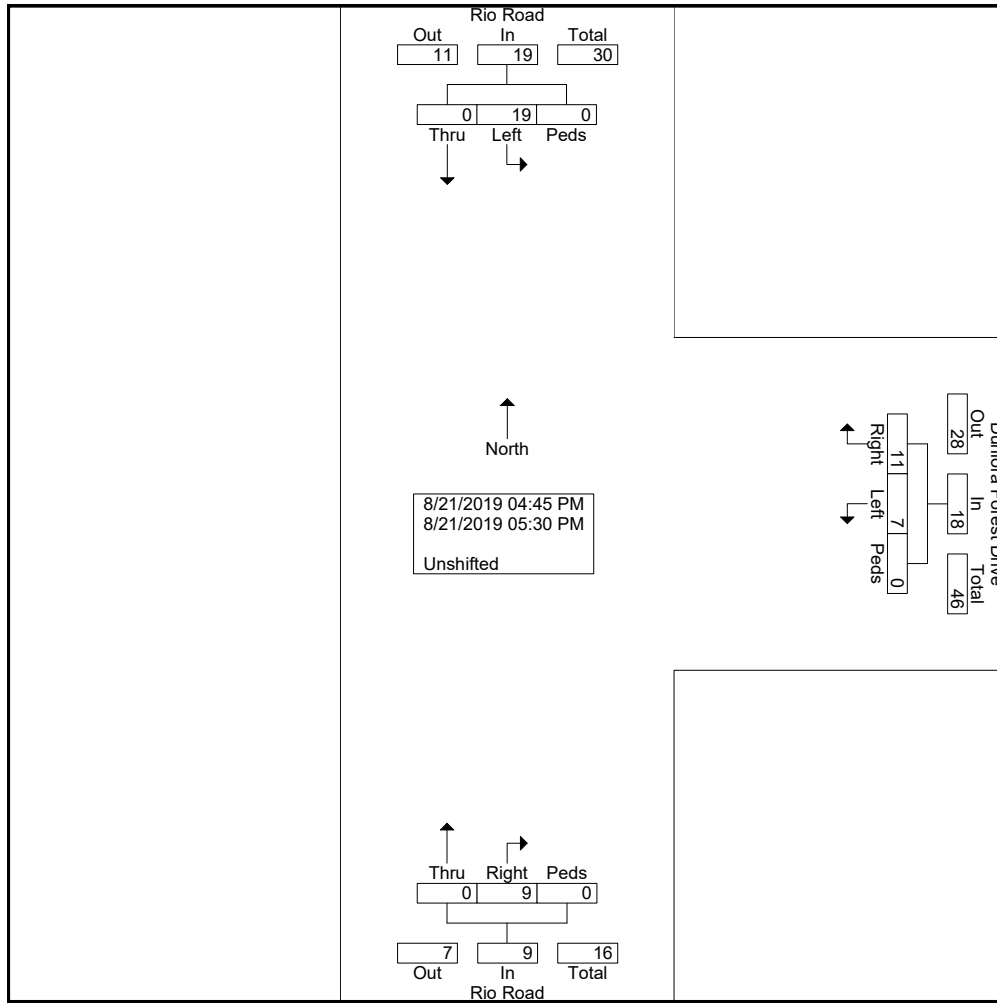 Rio Road
Out In Total
11 19 30
0 19 0
Thru Left Peds
North
8/21/2019 04:45 PM
8/21/2019 05:30 PM
Unshifted
Out In Total
28 18 46
11 7 0
Right Left Peds
Thru Right Peds
0 9 0
7 9 16
Out In Total
Rio Road